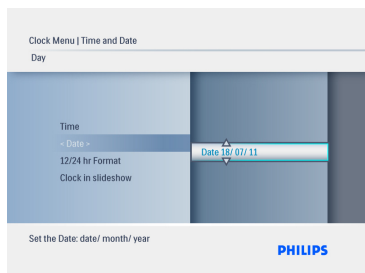 Clock Menu | Time and Date
Day
Time
< Date >
Date 18/ 07/ 11
12/24 hr Format
Clock in slideshow
Set the Date: date/ month/ year
PHILIPS